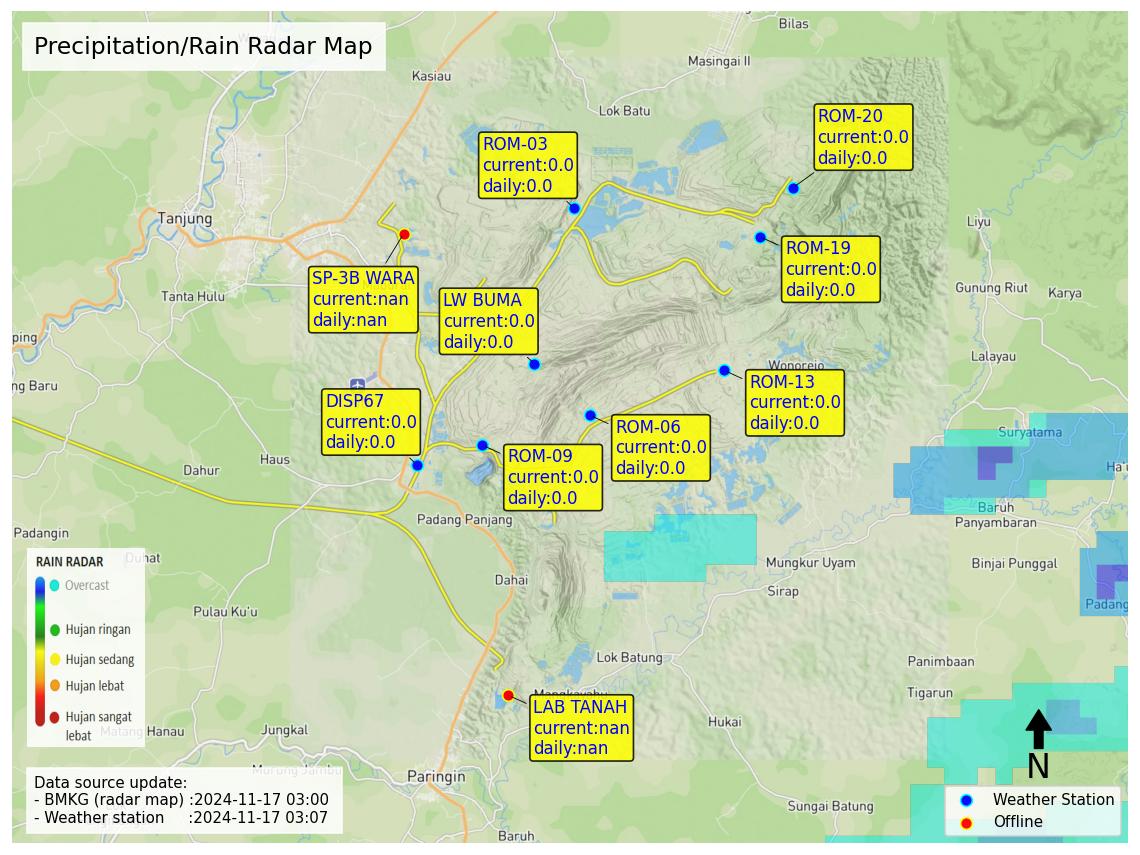 Precipitation/Rain Radar Map
Bilas
Masingai II
Kasiau
Lok Batu
ROM-20
current:0.0
daily:0.0
ROM-03
current:0.0
daily:0.0
Tanjung
Liyu
ROM-19
current:0.0
daily:0.0
SP-3B WARA
current:nan
daily:nan
LW BUMA
current:0.0
daily:0.0
Tanta Hulu
Gunung Riut
Karya
ping
Lalayau
ng Baru
Wonorejo
ROM-13
current:0.0
daily:0.0
DISP67
current:0.0
daily:0.0
ROM-06
current:0.0
daily:0.0
ROM-09
current:0.0
daily:0.0
Suryatama
Haus
Dahur
Ha'u
Baruh
Panyambaran
Padang Panjang
Padangin
Duhat
Mungkur Uyam
Binjai Punggal
Dahai
Sirap
Padang
Pulau Ku'u
RAIN RADAR
Overcast
Hujan ringan
Hujan sedang
Hujan lebat
Hujan sangat
lebat
Lok Batung
Panimbaan
Tigarun
Mangkayahu
LAB TANAH
current:nan
daily:nan
Hukai
Matang Hanau
Jungkal
Murung Jambu
Paringin
N
Data source update:
- BMKG (radar map) :2024-11-17 03:00
- Weather station :2024-11-17 03:07
Sungai Batung
Baruh
Weather Station
Offline